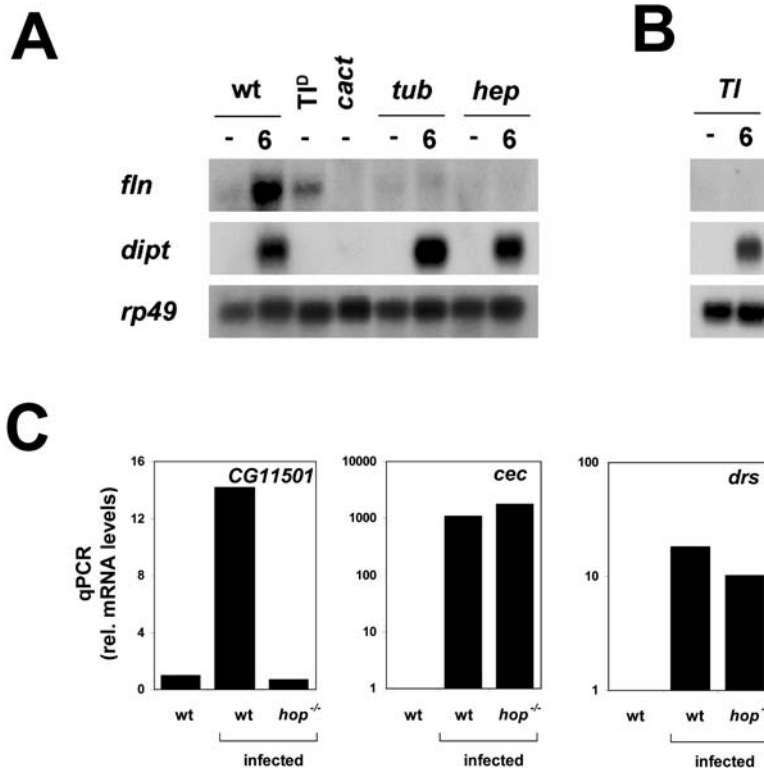 A
B
wt Tlᴰ cact tub hep
Tl
- 6 - - - 6 - 6
- 6
fln
dipt
rp49
C
qPCR
(rel. mRNA levels)
16
12
8
4
0
CG11501
wt wt hop -/-
infected
10000
1000
100
10
1
cec
wt wt hop -/-
infected
100
10
1
drs
wt wt hop
infected